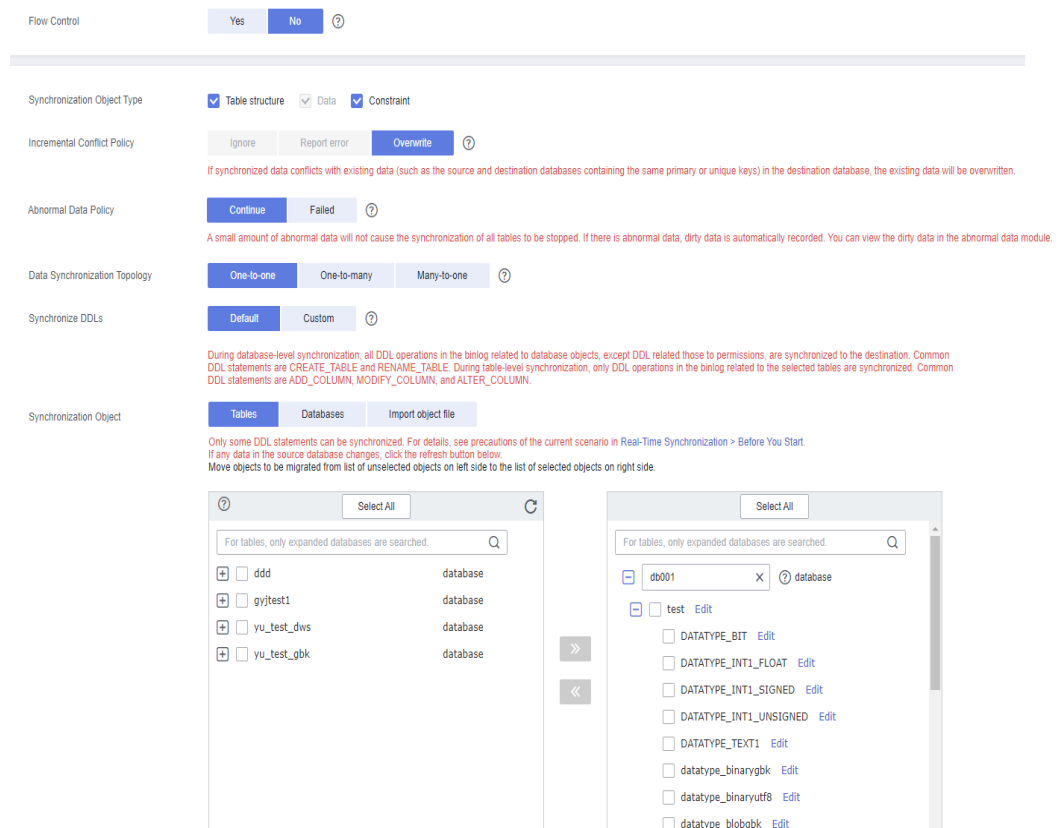 Flow Control Yes No
Synchronization Object Type Table structure Data Constraint
Incremental Conflict Policy Ignore Report error Overwrite
If synchronized data conflicts with existing data (such as the source and destination databases containing the same primary or unique keys) in the destination database, the existing data will be overwritten.
Abnormal Data Policy Continue Failed
A small amount of abnormal data will not cause the synchronization of all tables to be stopped. If there is abnormal data, dirty data is automatically recorded. You can view the dirty data in the abnormal data module.
Data Synchronization Topology One-to-one One-to-many Many-to-one
Synchronize DDLs Default Custom
During database-level synchronization, all DDL operations in the binlog related to database objects, except DDL related those to permissions, are synchronized to the destination. Common
DDL statements are CREATE_TABLE and RENAME_TABLE. During table-level synchronization, only DDL operations in the binlog related to the selected tables are synchronized. Common
DDL statements are ADD_COLUMN, MODIFY_COLUMN, and ALTER_COLUMN.
Synchronization Object Tables Databases Import object file
Only some DDL statements can be synchronized. For details, see precautions of the current scenario in Real-Time Synchronization > Before You Start.
If any data in the source database changes, click the refresh button below.
Move objects to be migrated from list of unselected objects on left side to the list of selected objects on right side.
Select All
For tables, only expanded databases are searched.
ddd database
gyjtest1 database
yu_test_dws database
yu_test_gbk database
Select All
For tables, only expanded databases are searched.
db001 database
test Edit
DATATYPE_BIT Edit
DATATYPE_INT1_FLOAT Edit
DATATYPE_INT1_SIGNED Edit
DATATYPE_INT1_UNSIGNED Edit
DATATYPE_TEXT1 Edit
datatype_binarygbk Edit
datatype_binaryutf8 Edit
datatype_blobgbk Edit